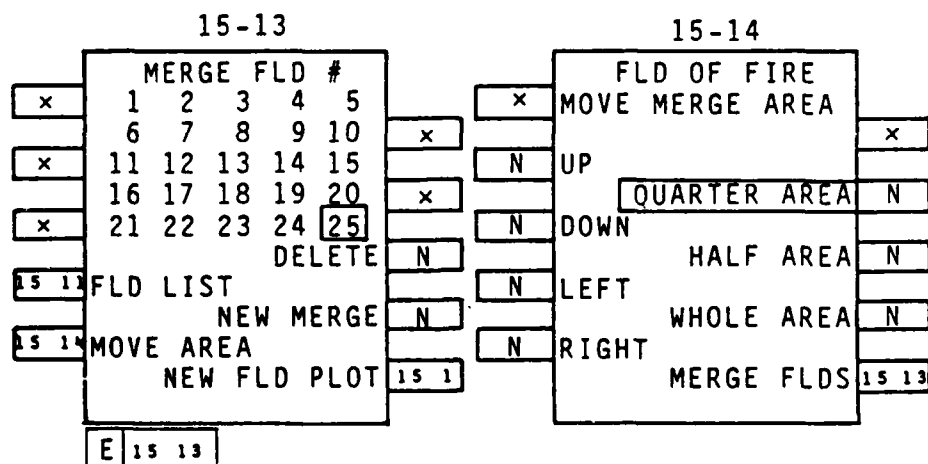 15-13
MERGE FLD #
× 1 2 3 4 5
6 7 8 9 10 ×
× 11 12 13 14 15
16 17 18 19 20 ×
× 21 22 23 24 25
DELETE N
15 11 FLD LIST
NEW MERGE N
15 14 MOVE AREA
NEW FLD PLOT 15 1
E 15 13
15-14
FLD OF FIRE
× MOVE MERGE AREA
×
N UP
QUARTER AREA N
N DOWN
HALF AREA N
N LEFT
WHOLE AREA N
N RIGHT
MERGE FLDS 15 13